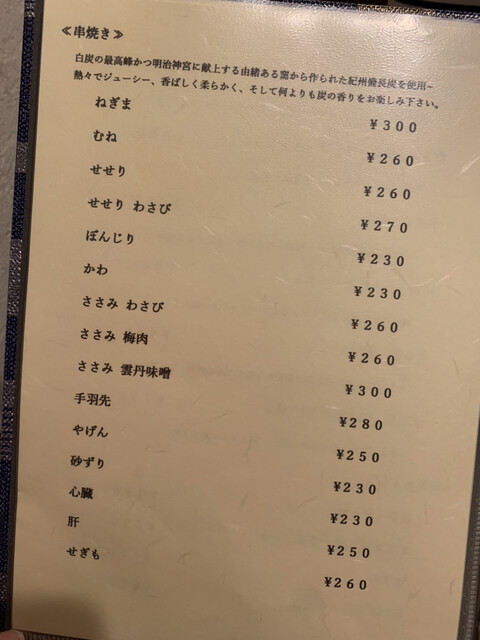 ≪串焼き≫
白炭の最高峰かつ明治神宮に献上する由緒ある窯から作られた紀州備長炭を使用~
熱々でジューシー、香ばしく柔らかく、そして何よりも炭の香りをお楽しみ下さい。
ねぎま ¥300
むね ¥260
せせり ¥260
せせり わさび ¥270
ぼんじり ¥230
かわ ¥230
ささみ わさび ¥260
ささみ 梅肉 ¥260
ささみ 雲丹味噌 ¥300
手羽先 ¥280
やげん ¥250
砂ずり ¥230
心臓 ¥230
肝 ¥250
せぎも ¥260